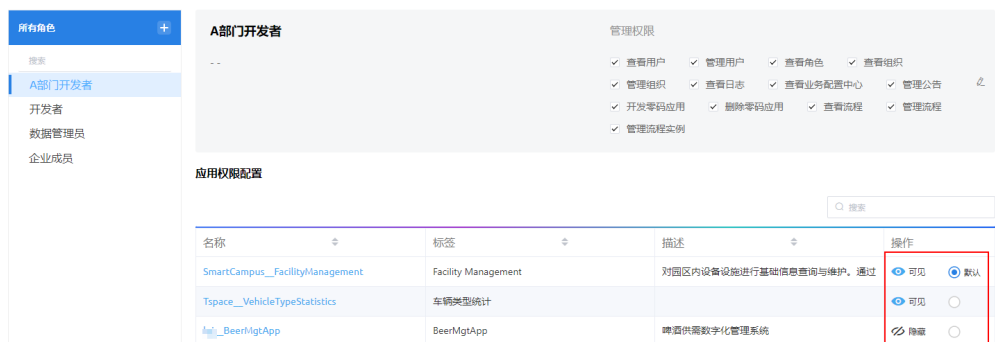 所有角色
搜索
A部门开发者
开发者
数据管理员
企业成员
A部门开发者
- -
管理权限
查看用户 管理用户 查看角色 查看组织
管理组织 查看日志 查看业务配置中心 管理公告
开发零码应用 删除零码应用 查看流程 管理流程
管理流程实例
应用权限配置
搜索
名称 标签 描述 操作
SmartCampus__FacilityManagement Facility Management 对园区内设备设施进行基础信息查询与维护。通过 可见 默认
Tspace__VehicleTypeStatistics 车辆类型统计 可见
__BeerMgtApp BeerMgtApp 啤酒供需数字化管理系统 隐藏